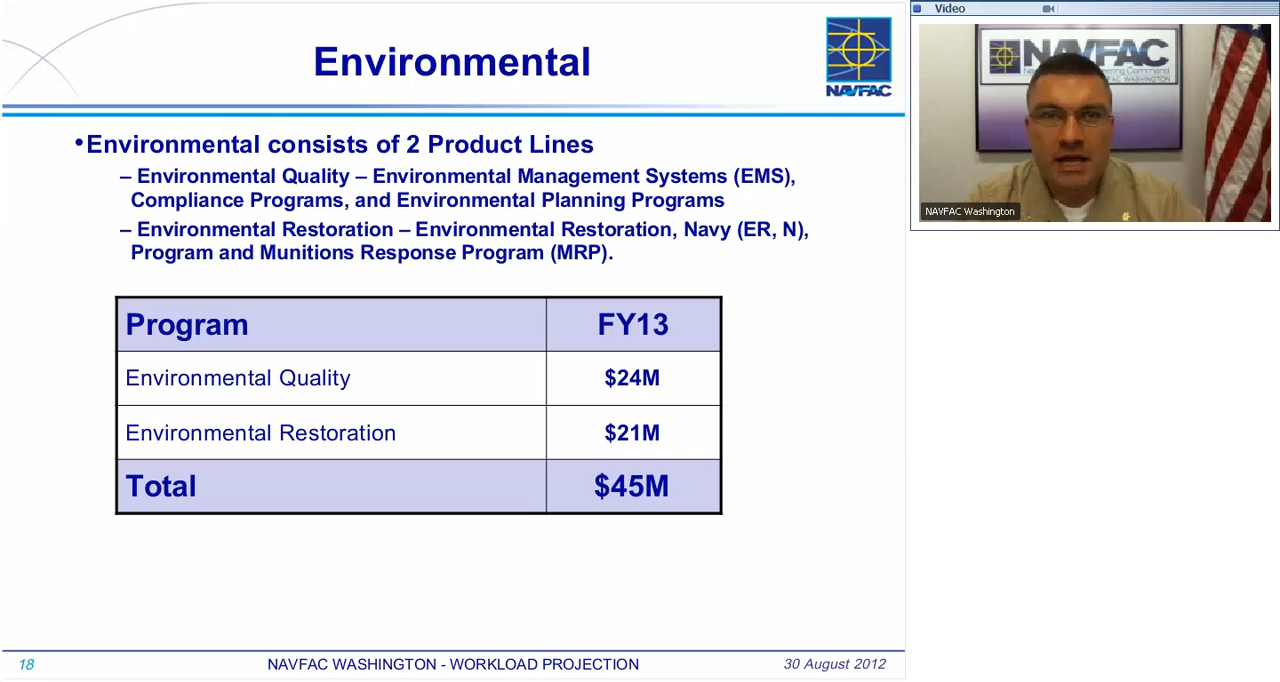 Environmental
NAVFAC
•Environmental consists of 2 Product Lines
– Environmental Quality – Environmental Management Systems (EMS),
Compliance Programs, and Environmental Planning Programs
– Environmental Restoration – Environmental Restoration, Navy (ER, N),
Program and Munitions Response Program (MRP).
Program FY13
Environmental Quality $24M
Environmental Restoration $21M
Total $45M
18 NAVFAC WASHINGTON - WORKLOAD PROJECTION 30 August 2012
Video
NAVFAC
Command
WASHINGTON
NAVFAC Washington